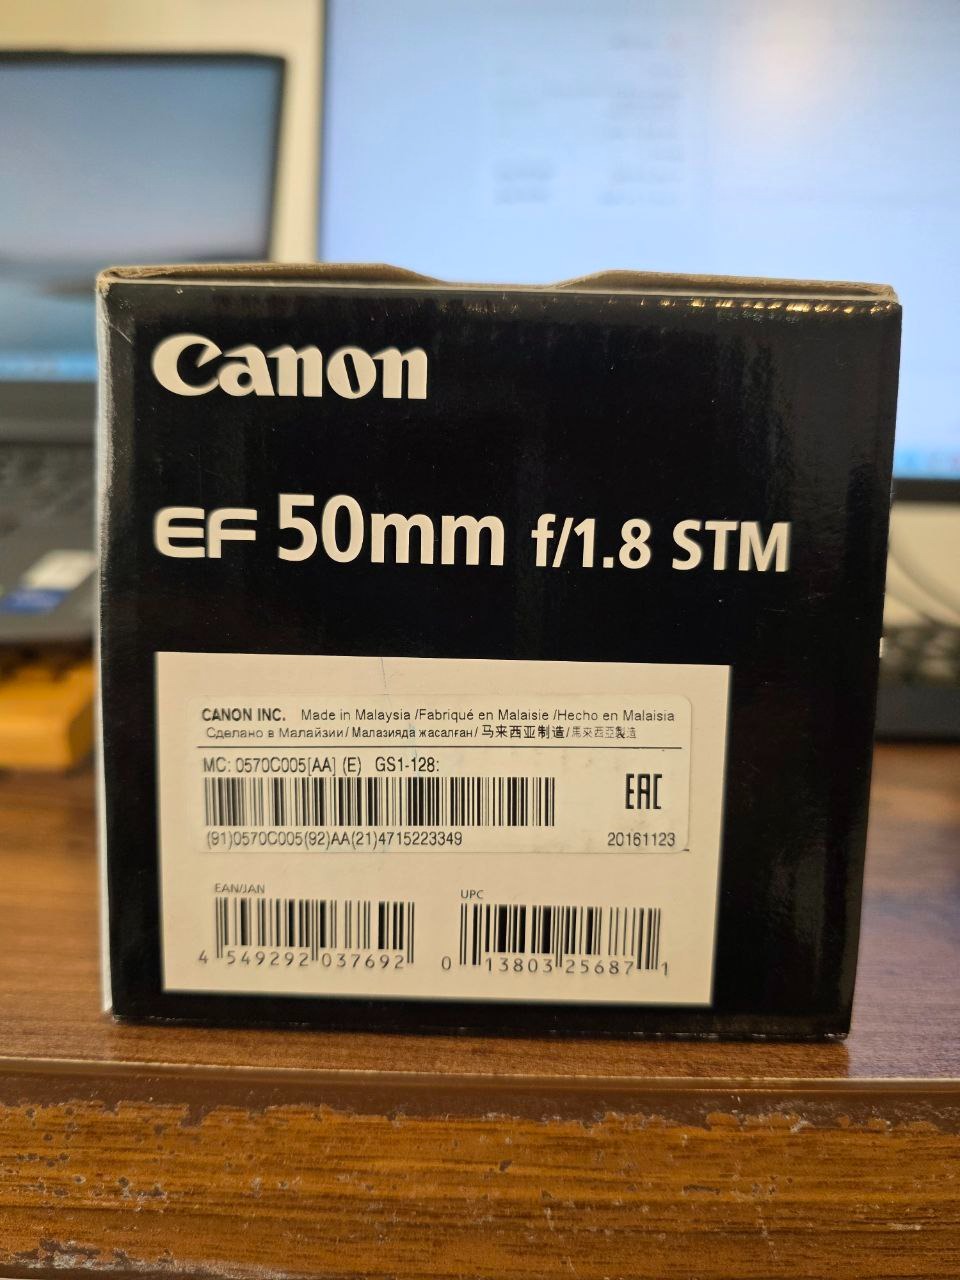 Canon
EF 50mm f/1.8 STM
CANON INC. Made in Malaysia /Fabriqué en Malaisie /Hecho en Malaisia
Сделано в Малайзии/ Малазияда жасалған/ 马来西亚制造/ 馬來西亞製造
MC: 0570C005[AA] (E) GS1-128:
EAC
(91)0570C005(92)AA(21)4715223349 20161123
EAN/JAN UPC
4 549292 037692 0 13803 25687 1